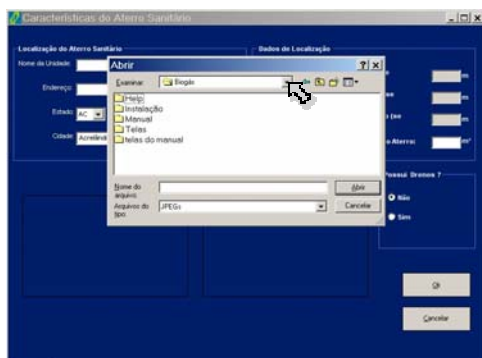 Características do Aterro Sanitário
Localização do Aterro Sanitário
Dados de Localização
Nome da Unidade:
Endereço:
Estado: AC
Cidade: Acrelând
m
m
m
o Aterro: m²
Possui Drenos ?
Não
Sim
Ok
Cancelar
Abrir
Examinar: Biogás
Help
Instalação
Manual
Telas
telas do manual
Nome do arquivo:
Abrir
Arquivos do tipo: JPEGs
Cancelar